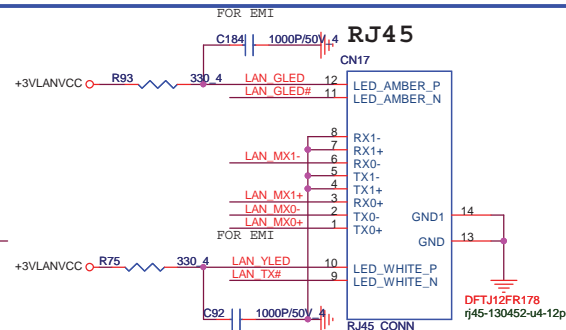 FOR EMI
C184 1000P/50V_4
RJ45
CN17
+3VLANVCC R93 330_4 LAN_GLED 12 LED_AMBER_P
LAN_GLED# 11 LED_AMBER_N
8 RX1-
7 RX1+
LAN_MX1- 6 RX0-
5 TX1-
4 TX1+
LAN_MX1+ 3 RX0+
LAN_MX0- 2 TX0- GND1 14
LAN_MX0+ 1 TX0+
FOR EMI
GND 13
+3VLANVCC R75 330_4 LAN_YLED 10 LED_WHITE_P
LAN_TX# 9 LED_WHITE_N
DFTJ12FR178
C92 1000P/50V_4 rj45-130452-u4-12p
RJ45_CONN